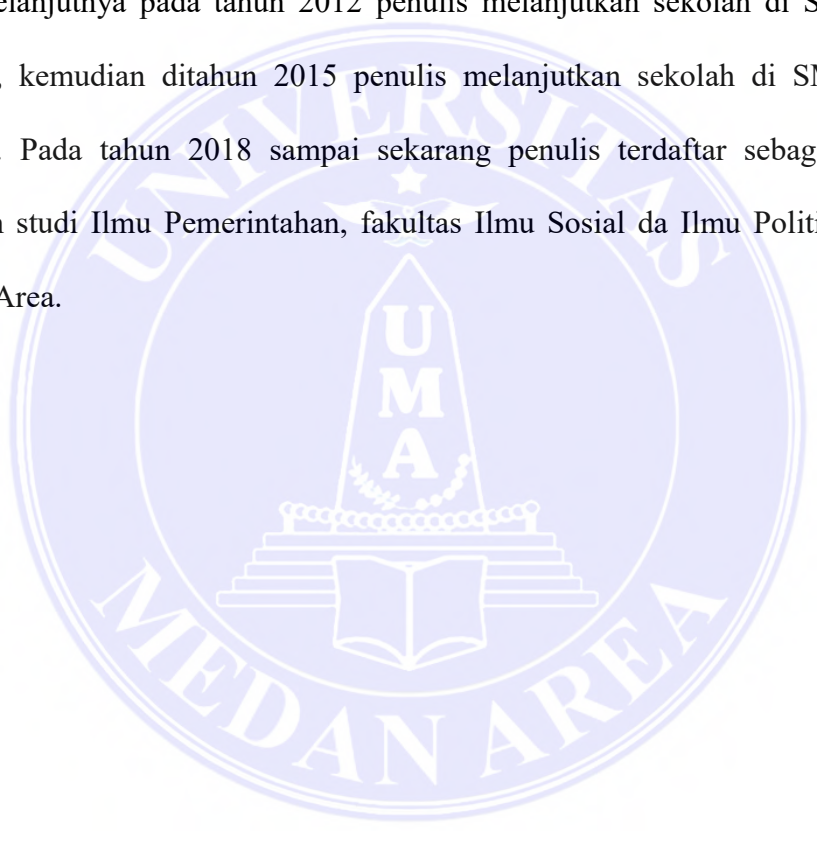 elanjutnya pada tahun 2012 penulis melanjutkan sekolah di S
, kemudian ditahun 2015 penulis melanjutkan sekolah di SM
. Pada tahun 2018 sampai sekarang penulis terdaftar sebag
n studi Ilmu Pemerintahan, fakultas Ilmu Sosial da Ilmu Politi
Area.
UNIVERSITAS
U
M
A
MEDAN AREA